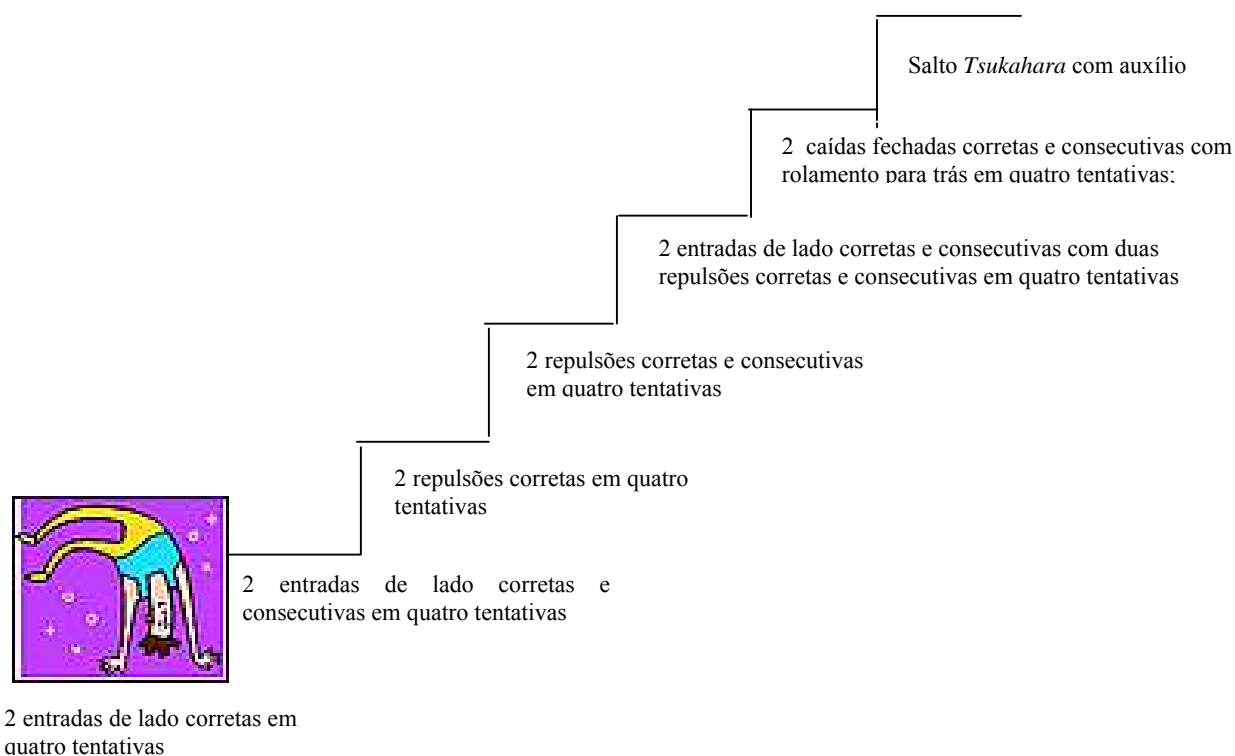 Salto Tsukahara com auxílio
2 caídas fechadas corretas e consecutivas com
rolamento para trás em quatro tentativas;
2 entradas de lado corretas e consecutivas com duas
repulsões corretas e consecutivas em quatro tentativas
2 repulsões corretas e consecutivas
em quatro tentativas
2 repulsões corretas em quatro
tentativas
2 entradas de lado corretas e
consecutivas em quatro tentativas
2 entradas de lado corretas em
quatro tentativas